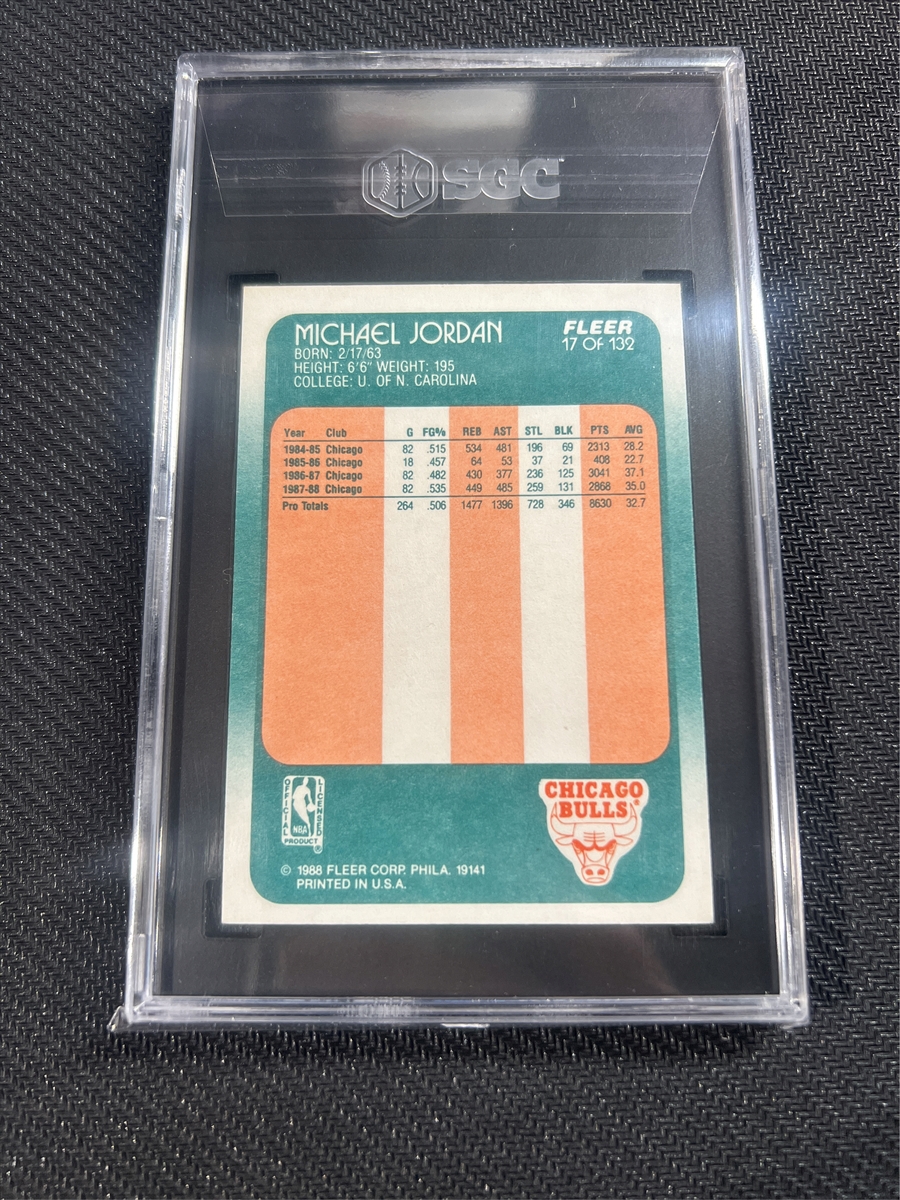 SGC
MICHAEL JORDAN
FLEER
17 OF 132
BORN: 2/17/63
HEIGHT: 6'6" WEIGHT: 195
COLLEGE: U. OF N. CAROLINA
Year Club G FG% REB AST STL BLK PTS AVG
1984-85 Chicago 82 .515 534 481 196 69 2313 28.2
1985-86 Chicago 18 .457 64 53 37 21 408 22.7
1986-87 Chicago 82 .482 430 377 236 125 3041 37.1
1987-88 Chicago 82 .535 449 485 259 131 2868 35.0
Pro Totals 264 .506 1477 1396 728 346 8630 32.7
OFFICIAL LICENSED
NBA
PRODUCT ®
CHICAGO
BULLS®
© 1988 FLEER CORP. PHILA. 19141
PRINTED IN U.S.A.